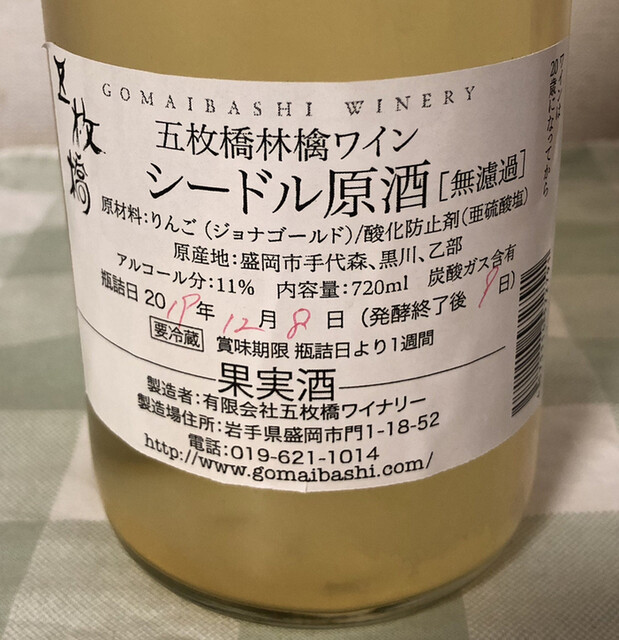 GOMAIBASHI WINERY
五枚橋
五枚橋林檎ワイン
シードル原酒［無濾過］
原材料：りんご（ジョナゴールド）/酸化防止剤（亜硫酸塩）
原産地：盛岡市手代森、黒川、乙部
アルコール分：11%　内容量：720ml　炭酸ガス含有
瓶詰日 2019年 12月 8日（発酵終了後 9日）
要冷蔵 賞味期限 瓶詰日より1週間
果実酒
製造者：有限会社五枚橋ワイナリー
製造場住所：岩手県盛岡市門1-18-52
電話：019-621-1014
http://www.gomaibashi.com/
ワインは
20歳になってから